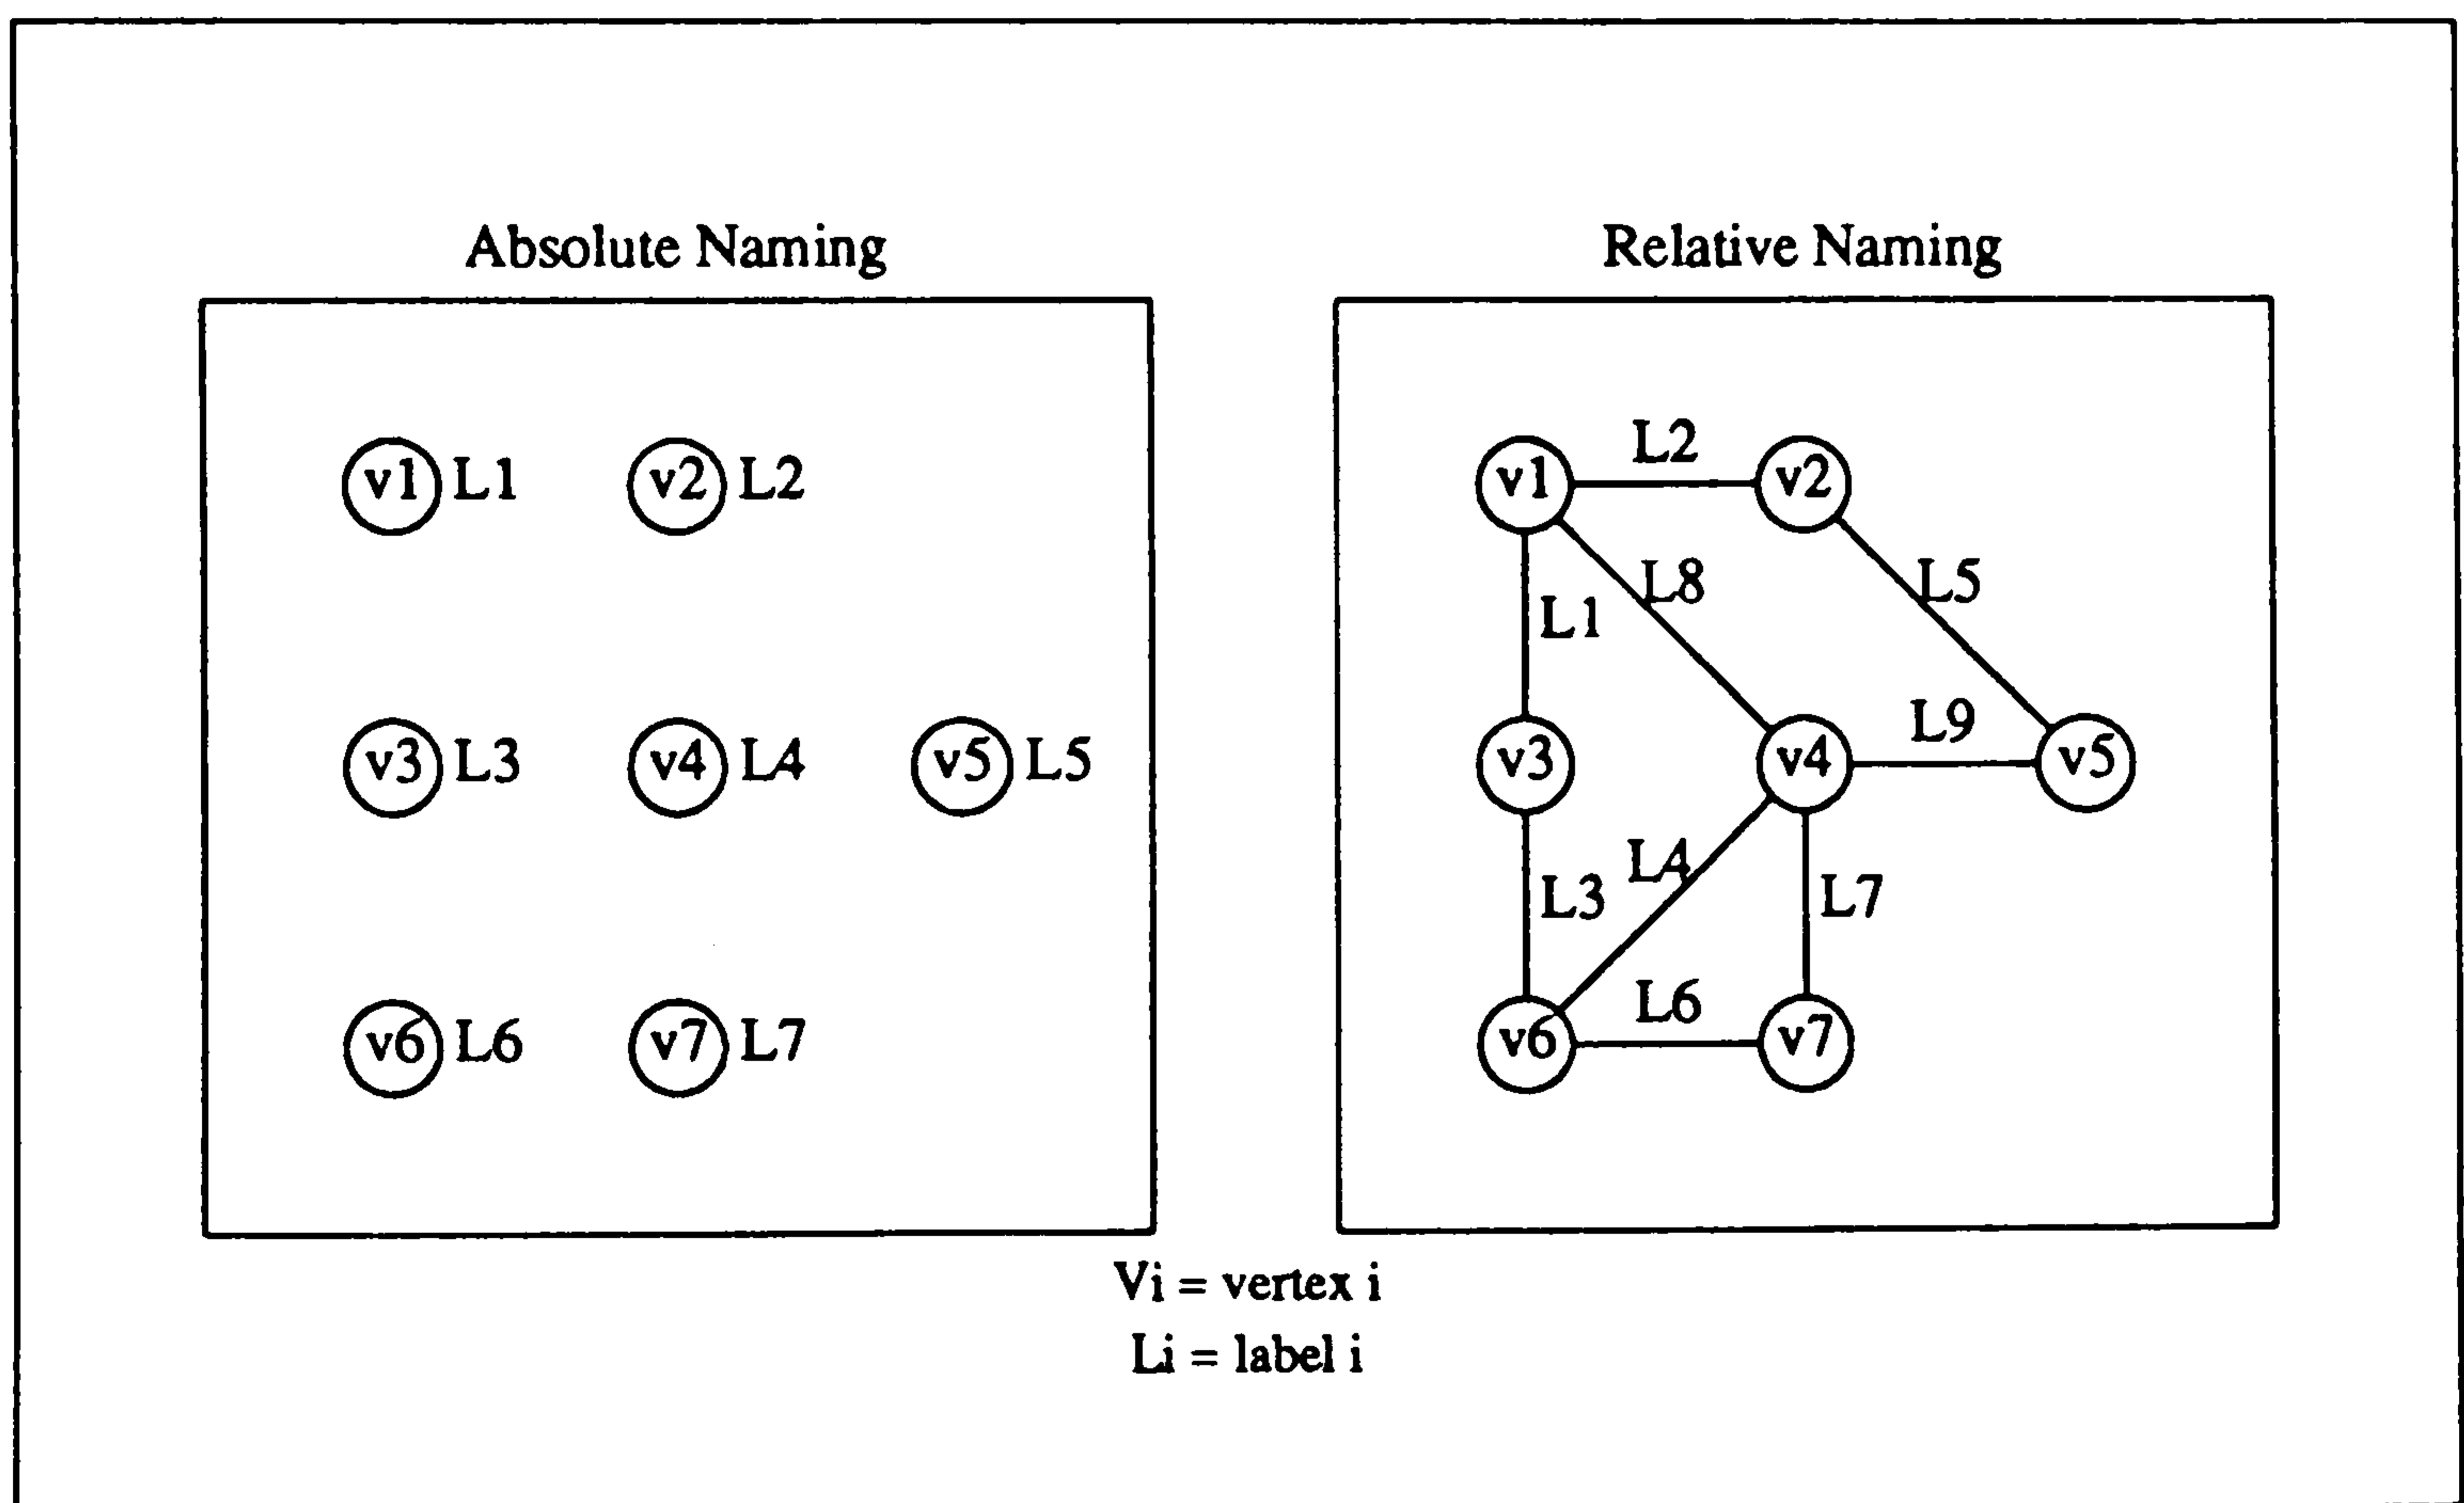 Absolute Naming
v1 L1 v2 L2
v3 L3 v4 L4 v5 L5
v6 L6 v7 L7
Relative Naming
L2
v1 v2
L8 L5
L1
L9
v3 v4 v5
L4
L3 L7
L6
v6 v7
Vi = vertex i
Li = label i